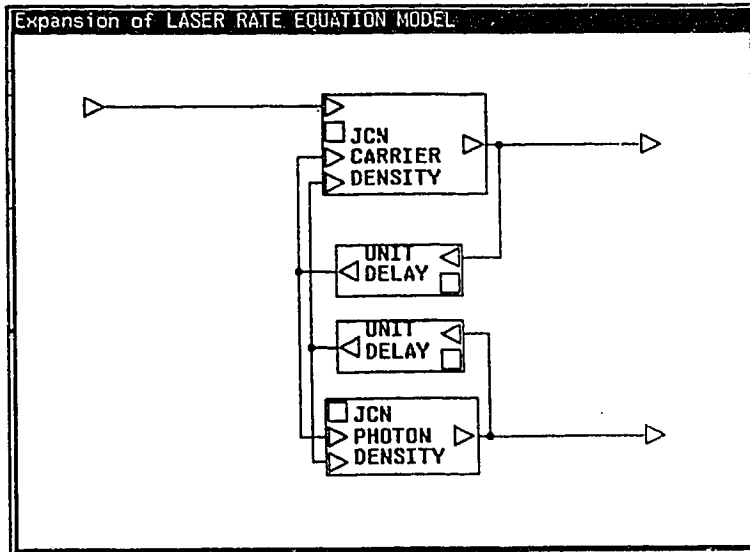 Expansion of LASER RATE EQUATION MODEL
JCN
CARRIER
DENSITY
UNIT
DELAY
UNIT
DELAY
JCN
PHOTON
DENSITY